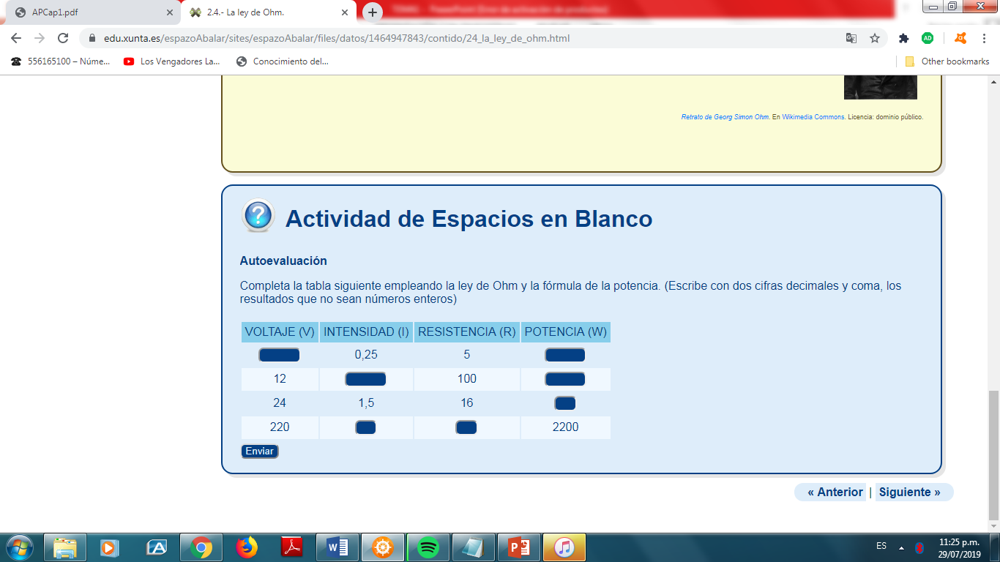 APCap1.pdf
2.4.- La ley de Ohm.
edu.xunta.es/espazoAbalar/sites/espazoAbalar/files/datos/1464947843/contido/24_la_ley_de_ohm.html
556165100 – Núme...
Los Vengadores La...
Conocimiento del...
Other bookmarks
Retrato de Georg Simon Ohm. En Wikimedia Commons. Licencia: dominio público.
Actividad de Espacios en Blanco
Autoevaluación
Completa la tabla siguiente empleando la ley de Ohm y la fórmula de la potencia. (Escribe con dos cifras decimales y coma, los
resultados que no sean números enteros)
VOLTAJE (V) INTENSIDAD (I) RESISTENCIA (R) POTENCIA (W)
0,25 5
12 100
24 1,5 16
220 2200
Enviar
« Anterior | Siguiente »
ES
11:25 p.m.
29/07/2019